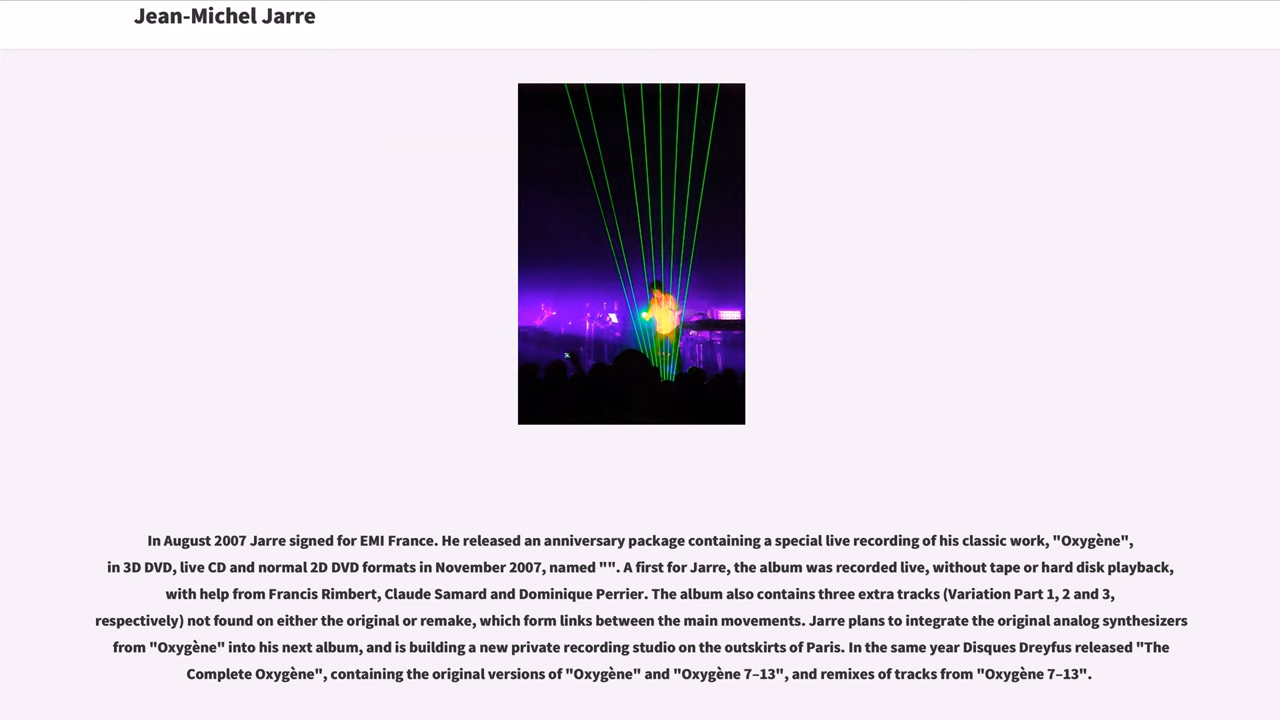 Jean-Michel Jarre
In August 2007 Jarre signed for EMI France. He released an anniversary package containing a special live recording of his classic work, "Oxygène",
in 3D DVD, live CD and normal 2D DVD formats in November 2007, named "". A first for Jarre, the album was recorded live, without tape or hard disk playback,
with help from Francis Rimbert, Claude Samard and Dominique Perrier. The album also contains three extra tracks (Variation Part 1, 2 and 3,
respectively) not found on either the original or remake, which form links between the main movements. Jarre plans to integrate the original analog synthesizers
from "Oxygène" into his next album, and is building a new private recording studio on the outskirts of Paris. In the same year Disques Dreyfus released "The
Complete Oxygène", containing the original versions of "Oxygène" and "Oxygène 7–13", and remixes of tracks from "Oxygène 7–13".